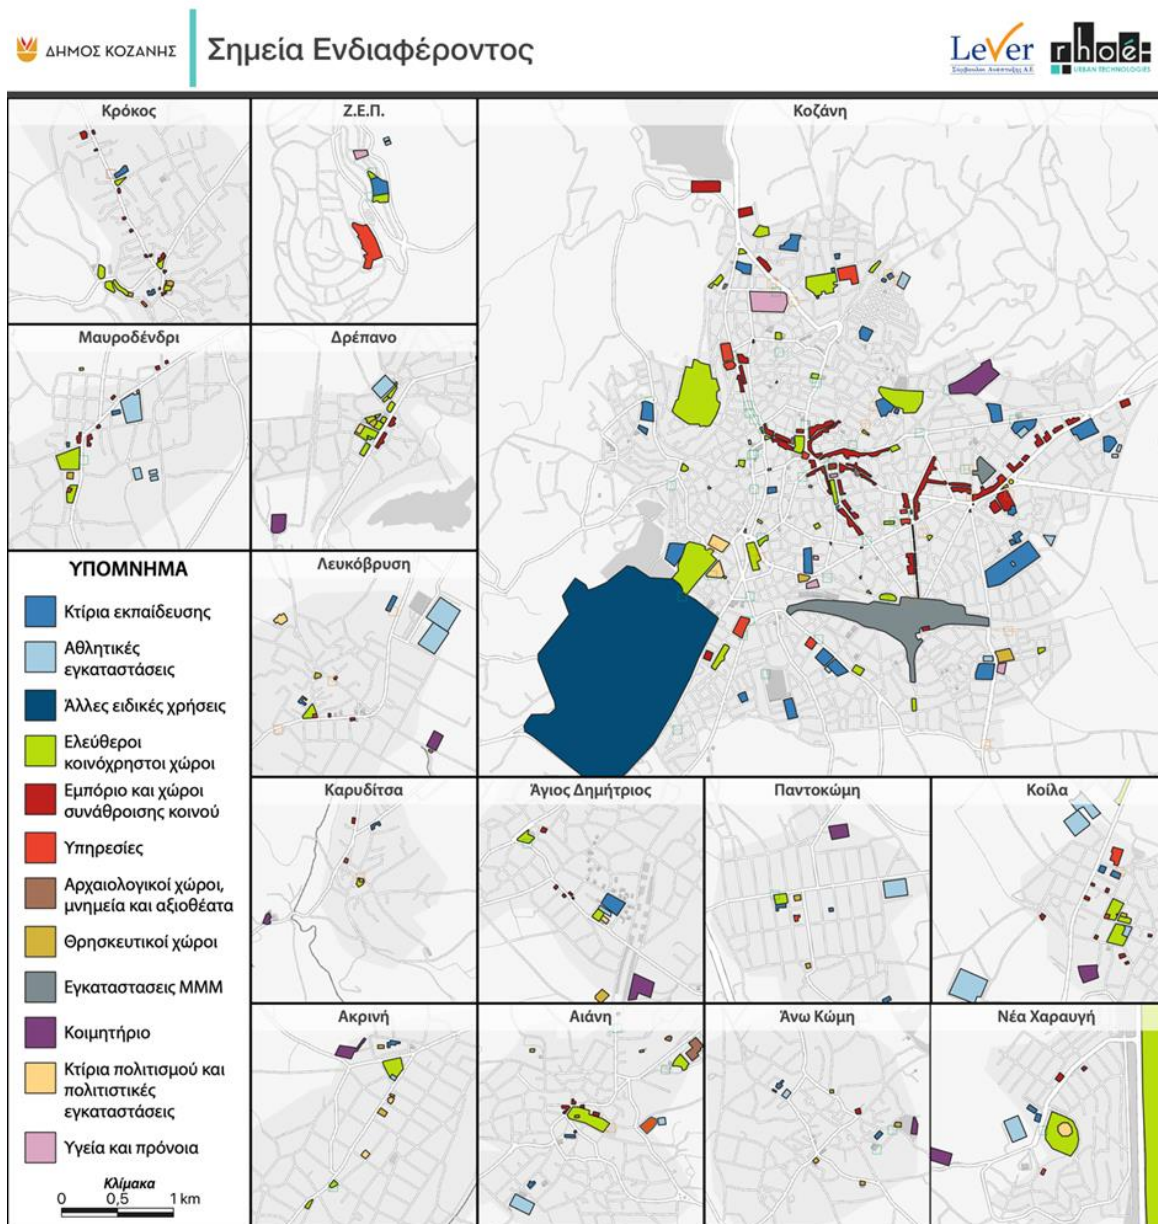 ΔΗΜΟΣ ΚΟΖΑΝΗΣ
Σημεία Ενδιαφέροντος
LeVer
Σύμβουλοι Ανάπτυξης Α.Ε.
rhoé:
URBAN TECHNOLOGIES
Κρόκος
Ζ.Ε.Π.
Κοζάνη
Μαυροδένδρι
Δρέπανο
ΥΠΟΜΝΗΜΑ
Κτίρια εκπαίδευσης
Αθλητικές
εγκαταστάσεις
Άλλες ειδικές χρήσεις
Ελεύθεροι
κοινόχρηστοι χώροι
Εμπόριο και χώροι
συνάθροισης κοινού
Υπηρεσίες
Αρχαιολογικοί χώροι,
μνημεία και αξιοθέατα
Θρησκευτικοί χώροι
Εγκαταστασεις ΜΜΜ
Κοιμητήριο
Κτίρια πολιτισμού και
πολιτιστικές
εγκαταστάσεις
Υγεία και πρόνοια
Κλίμακα
0 0,5 1 km
Λευκόβρυση
Καρυδίτσα
Άγιος Δημήτριος
Παντοκώμη
Κοίλα
Ακρινή
Αιάνη
Άνω Κώμη
Νέα Χαραυγή